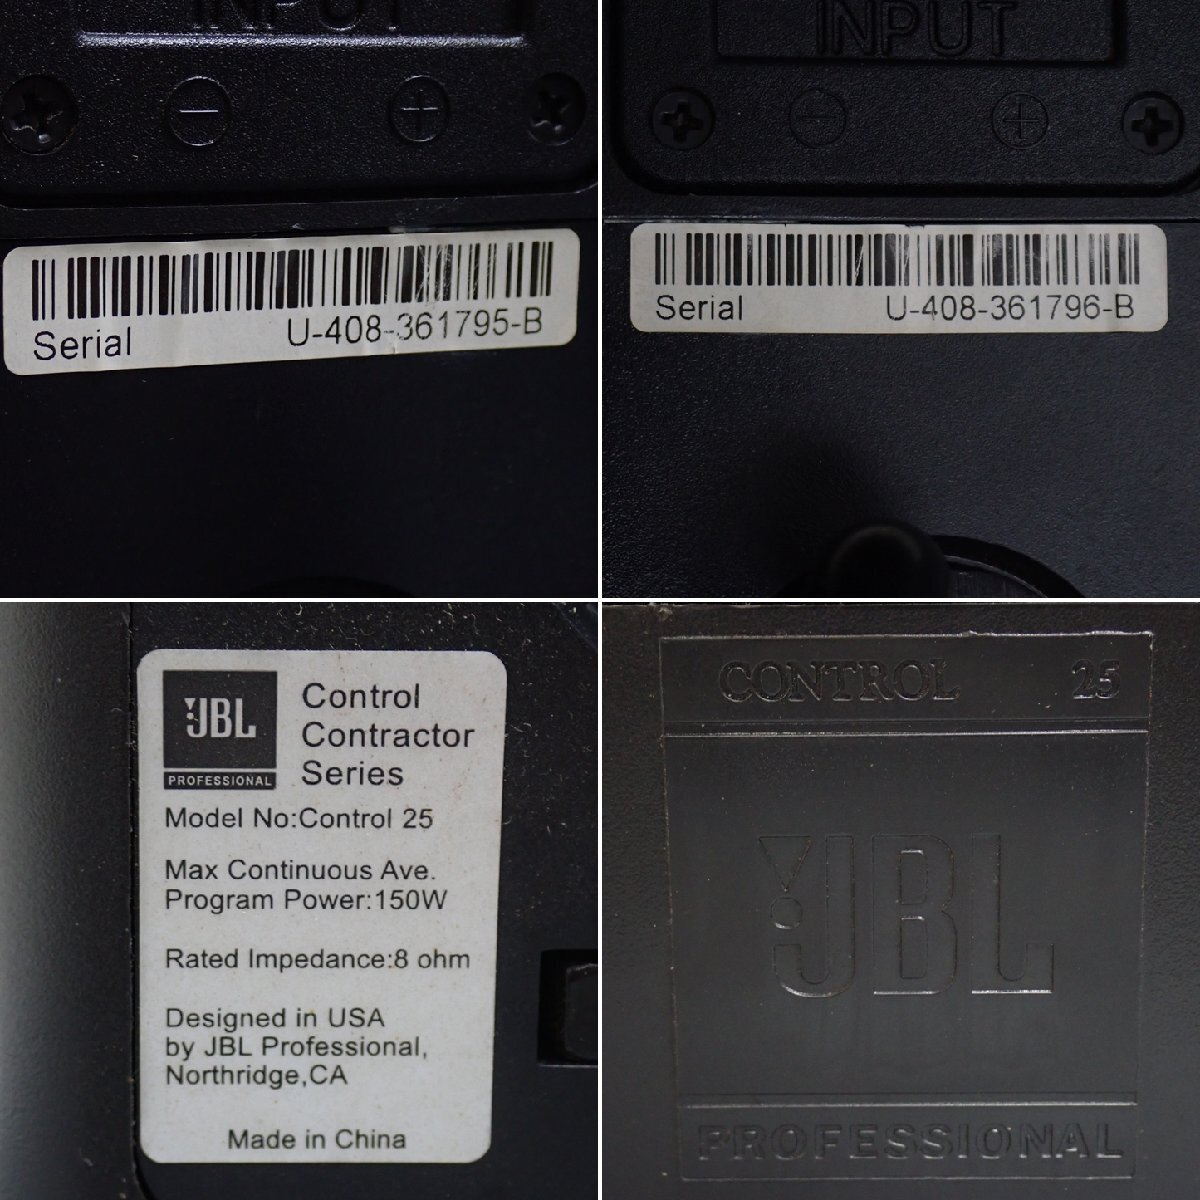 INPUT
Serial U-408-361795-B
INPUT
Serial U-408-361796-B
JBL
PROFESSIONAL
Control
Contractor
Series
Model No:Control 25
Max Continuous Ave.
Program Power:150W
Rated Impedance:8 ohm
Designed in USA
by JBL Professional,
Northridge,CA
Made in China
CONTROL 25
JBL
PROFESSIONAL